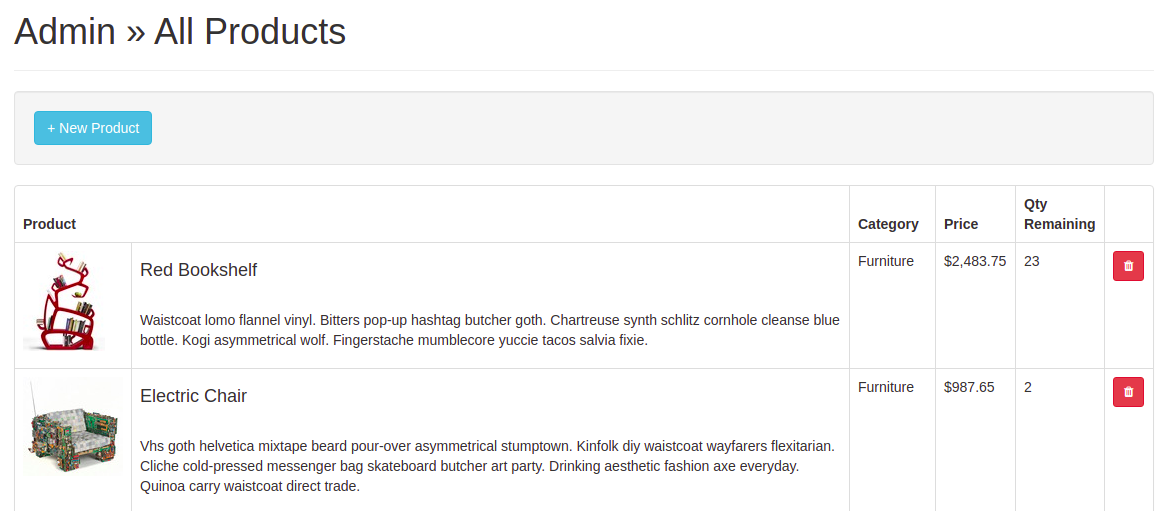 Admin » All Products
+ New Product
Product
Category
Price
Qty
Remaining
Red Bookshelf
Waistcoat lomo flannel vinyl. Bitters pop-up hashtag butcher goth. Chartreuse synth schlitz cornhole cleanse blue
bottle. Kogi asymmetrical wolf. Fingerstache mumblecore yuccie tacos salvia fixie.
Furniture
$2,483.75
23
Electric Chair
Vhs goth helvetica mixtape beard pour-over asymmetrical stumptown. Kinfolk diy waistcoat wayfarers flexitarian.
Cliche cold-pressed messenger bag skateboard butcher art party. Drinking aesthetic fashion axe everyday.
Quinoa carry waistcoat direct trade.
Furniture
$987.65
2